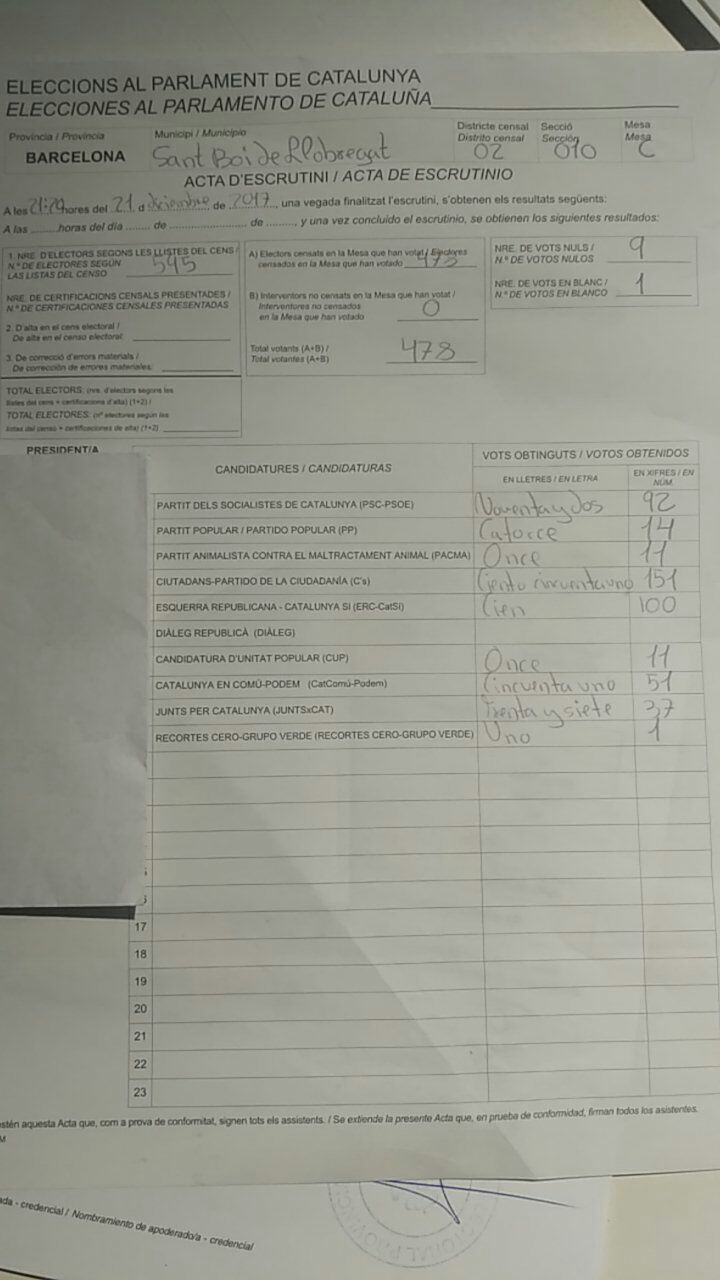 ELECCIONS AL PARLAMENT DE CATALUNYA
ELECCIONES AL PARLAMENTO DE CATALUÑA
Provincia / Provincia Municipi / Municipio Districte censal Secció Mesa
Distrito censal Sección Mesa
BARCELONA Sant Boi de Llobregat 02 010 C
ACTA D'ESCRUTINI / ACTA DE ESCRUTINIO
A les 21:29 hores del 21 d diciembre de 2017, una vegada finalitzat l'escrutini, s'obtenen els resultats següents:
A las ........horas del día ....... de ............................. de ........, y una vez concluido el escrutinio, se obtienen los siguientes resultados:
1. NRE. D'ELECTORS SEGONS LES LLISTES DEL CENS /
N.º DE ELECTORES SEGÚN 595
LAS LISTAS DEL CENSO
NRE. DE CERTIFICACIONS CENSALS PRESENTADES /
N.º DE CERTIFICACIONES CENSALES PRESENTADAS
2. D'alta en el cens electoral /
De alta en el censo electoral:
3. De correcció d'errors materials /
De corrección de errores materiales:
TOTAL ELECTORS: (nre. d'electors segons les
llistes del cens + certificacions d'alta) (1+2) /
TOTAL ELECTORES: (nº electores según las
listas del censo + certificaciones de alta) (1+2)
A) Electors censats en la Mesa que han votat / Electores
censados en la Mesa que han votado 478
B) Interventors no censats en la Mesa que han votat /
Interventores no censados
en la Mesa que han votado 0
Total votants (A+B) /
Total votantes (A+B) 478
NRE. DE VOTS NULS /
N.º DE VOTOS NULOS 9
NRE. DE VOTS EN BLANC /
N.º DE VOTOS EN BLANCO 1
PRESIDENT/A
CANDIDATURES / CANDIDATURAS VOTS OBTINGUTS / VOTOS OBTENIDOS
EN LLETRES / EN LETRA EN XIFRES / EN NÚM.
PARTIT DELS SOCIALISTES DE CATALUNYA (PSC-PSOE) Noventa y dos 92
PARTIT POPULAR / PARTIDO POPULAR (PP) Catorce 14
PARTIT ANIMALISTA CONTRA EL MALTRACTAMENT ANIMAL (PACMA) Once 11
CIUTADANS-PARTIDO DE LA CIUDADANÍA (C's) Ciento cincuenta uno 151
ESQUERRA REPUBLICANA - CATALUNYA SI (ERC-CatSí) Cien 100
DIÀLEG REPUBLICÀ (DIÀLEG)
CANDIDATURA D'UNITAT POPULAR (CUP) Once 11
CATALUNYA EN COMÚ-PODEM (CatComú-Podem) Cincuenta uno 51
JUNTS PER CATALUNYA (JUNTSxCAT) Trenta y siete 37
RECORTES CERO-GRUPO VERDE (RECORTES CERO-GRUPO VERDE) Uno 1
17
18
19
20
21
22
23
stén aquesta Acta que, com a prova de conformitat, signen tots els assistents. / Se extiende la presente Acta que, en prueba de conformidad, firman todos los asistentes.
M
ada - credencial / Nombramiento de apoderado/a - credencial